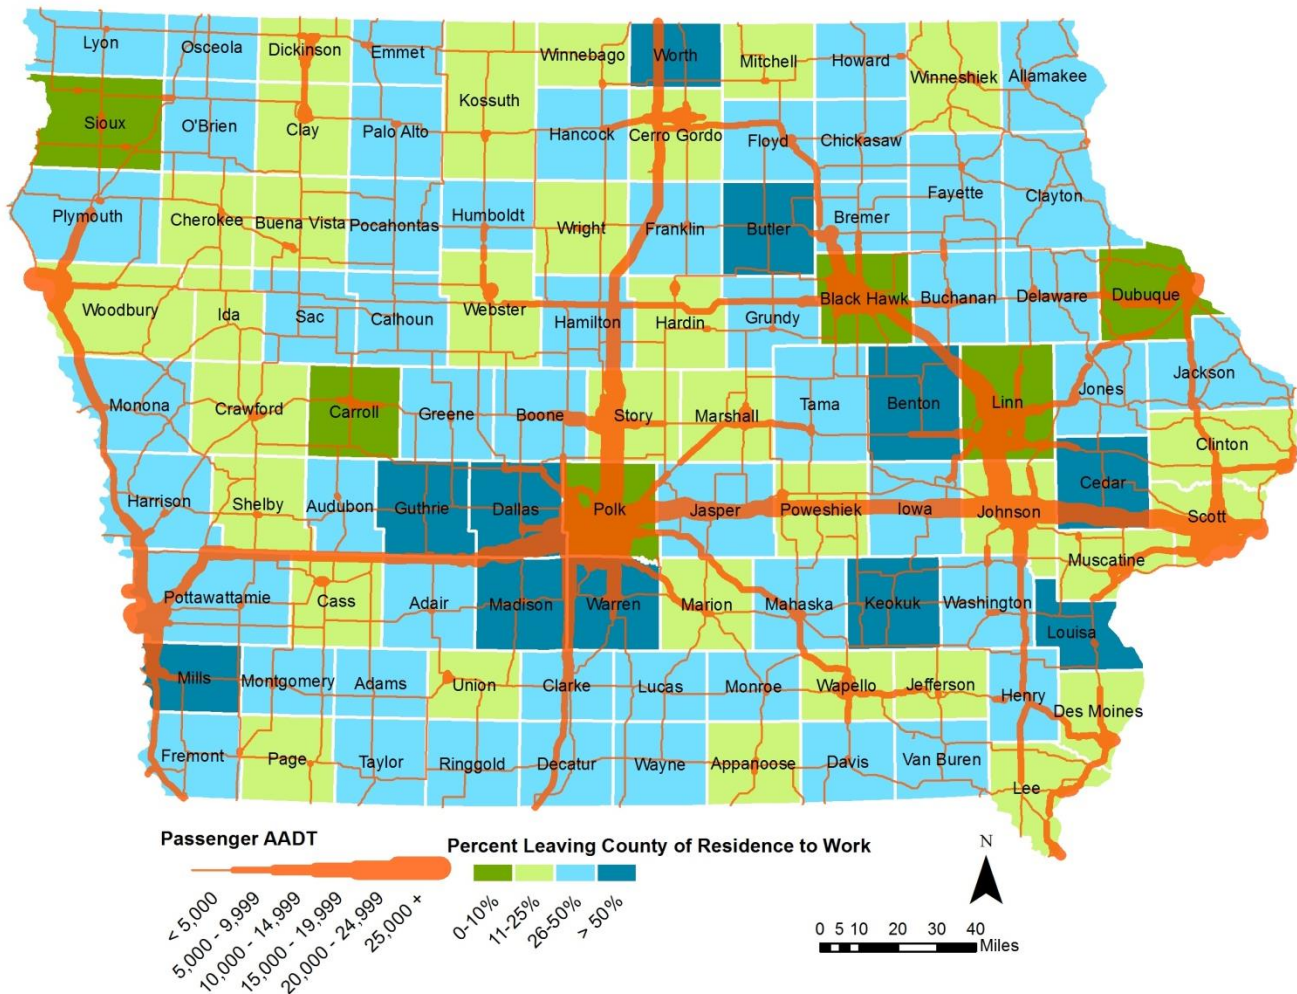 Lyon
Osceola
Dickinson
Emmet
Winnebago
Worth
Mitchell
Howard
Winneshiek
Allamakee
Kossuth
Sioux
O'Brien
Clay
Palo Alto
Hancock
Cerro Gordo
Floyd
Chickasaw
Plymouth
Cherokee
Buena Vista
Pocahontas
Humboldt
Wright
Franklin
Butler
Bremer
Fayette
Clayton
Woodbury
Ida
Sac
Calhoun
Webster
Hamilton
Hardin
Grundy
Black Hawk
Buchanan
Delaware
Dubuque
Monona
Crawford
Carroll
Greene
Boone
Story
Marshall
Tama
Benton
Linn
Jones
Jackson
Clinton
Harrison
Shelby
Audubon
Guthrie
Dallas
Polk
Jasper
Poweshiek
Iowa
Johnson
Cedar
Scott
Muscatine
Pottawattamie
Cass
Adair
Madison
Warren
Marion
Mahaska
Keokuk
Washington
Louisa
Mills
Montgomery
Adams
Union
Clarke
Lucas
Monroe
Wapello
Jefferson
Henry
Des Moines
Fremont
Page
Taylor
Ringgold
Decatur
Wayne
Appanoose
Davis
Van Buren
Lee
Passenger AADT
< 5,000
5,000 - 9,999
10,000 - 14,999
15,000 - 19,999
20,000 - 24,999
25,000 +
Percent Leaving County of Residence to Work
0-10%
11-25%
26-50%
> 50%
N
0 5 10 20 30 40
Miles